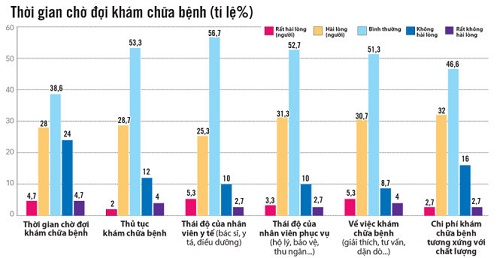 Thời gian chờ đợi khám chữa bệnh (tỉ lệ%)
Rất hài lòng (người)
Hài lòng (người)
Bình thường
Không hài lòng
Rất không hài lòng
60
50
40
30
20
10
0
4,7 28 38,6 24 4,7
2 28,7 53,3 12 4
5,3 25,3 56,7 10 2,7
3,3 31,3 52,7 10 2,7
5,3 30,7 51,3 8,7 4
2,7 32 46,6 16 2,7
Thời gian chờ đợi
khám chữa bệnh
Thủ tục
khám chữa bệnh
Thái độ của nhân
viên y tế (bác sĩ, y
tá, điều dưỡng)
Thái độ của
nhân viên phục vụ
(hộ lý, bảo vệ,
thu ngân...)
Về việc khám
chữa bệnh
(giải thích, tư vấn,
dặn dò...)
Chi phí khám
chữa bệnh
tương xứng với
chất lượng